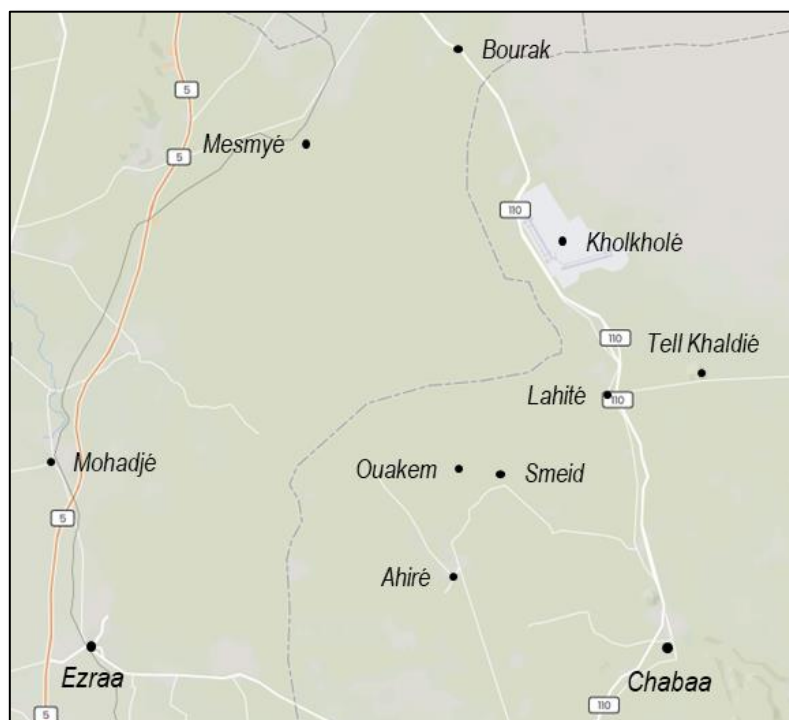 Bourak
5
Mesmyé
5
110
Kholkholé
110
Tell Khaldié
Lahité
110
Mohadjé
Ouakem
Smeid
5
Ahiré
Ezraa
Chabaa
110
5